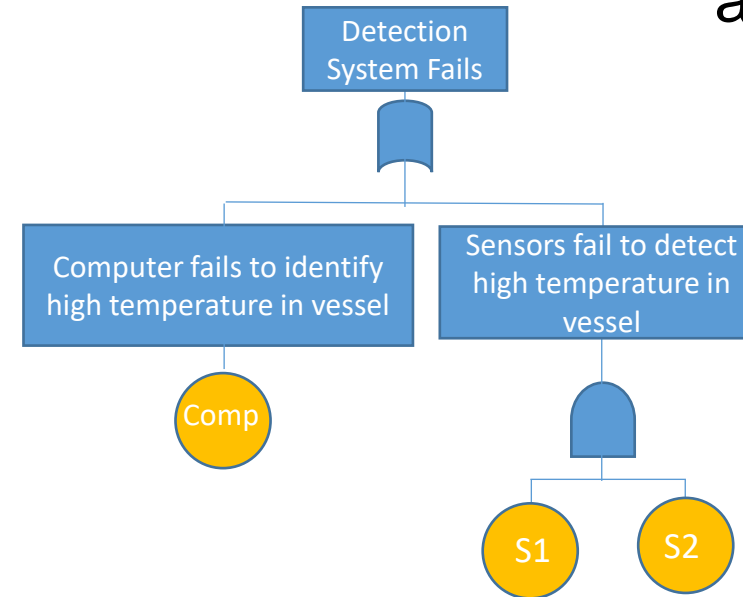 Detection
System Fails
Computer fails to identify
high temperature in vessel
Sensors fail to detect
high temperature in
vessel
Comp
S1
S2